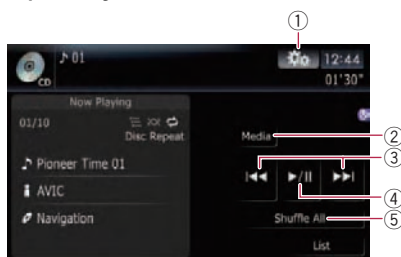 1
CD
01
12:44
01'30"
Now Playing
01/10
Disc Repeat
Media
2
3
Pioneer Time 01
AVIC
4
Navigation
Shuffle All
5
List